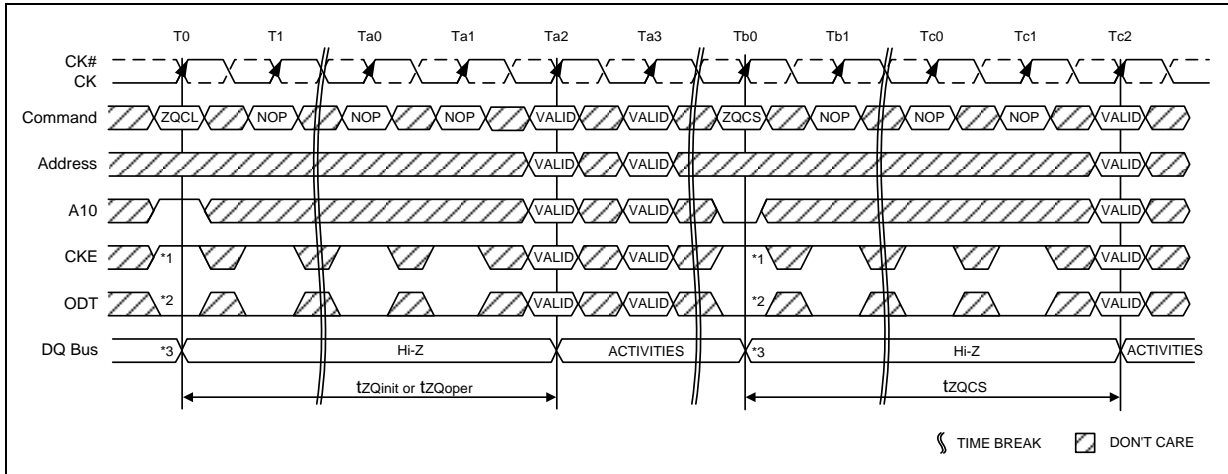 T0 T1 Ta0 Ta1 Ta2 Ta3 Tb0 Tb1 Tc0 Tc1 Tc2
CK#
CK
Command ZQCL NOP NOP NOP VALID VALID ZQCS NOP NOP NOP VALID
Address VALID VALID VALID
A10 VALID VALID VALID
CKE *1 VALID VALID *1 VALID
ODT *2 VALID VALID *2 VALID
DQ Bus *3 Hi-Z ACTIVITIES *3 Hi-Z ACTIVITIES
tZQinit or tZQoper tZQCS
TIME BREAK DON'T CARE